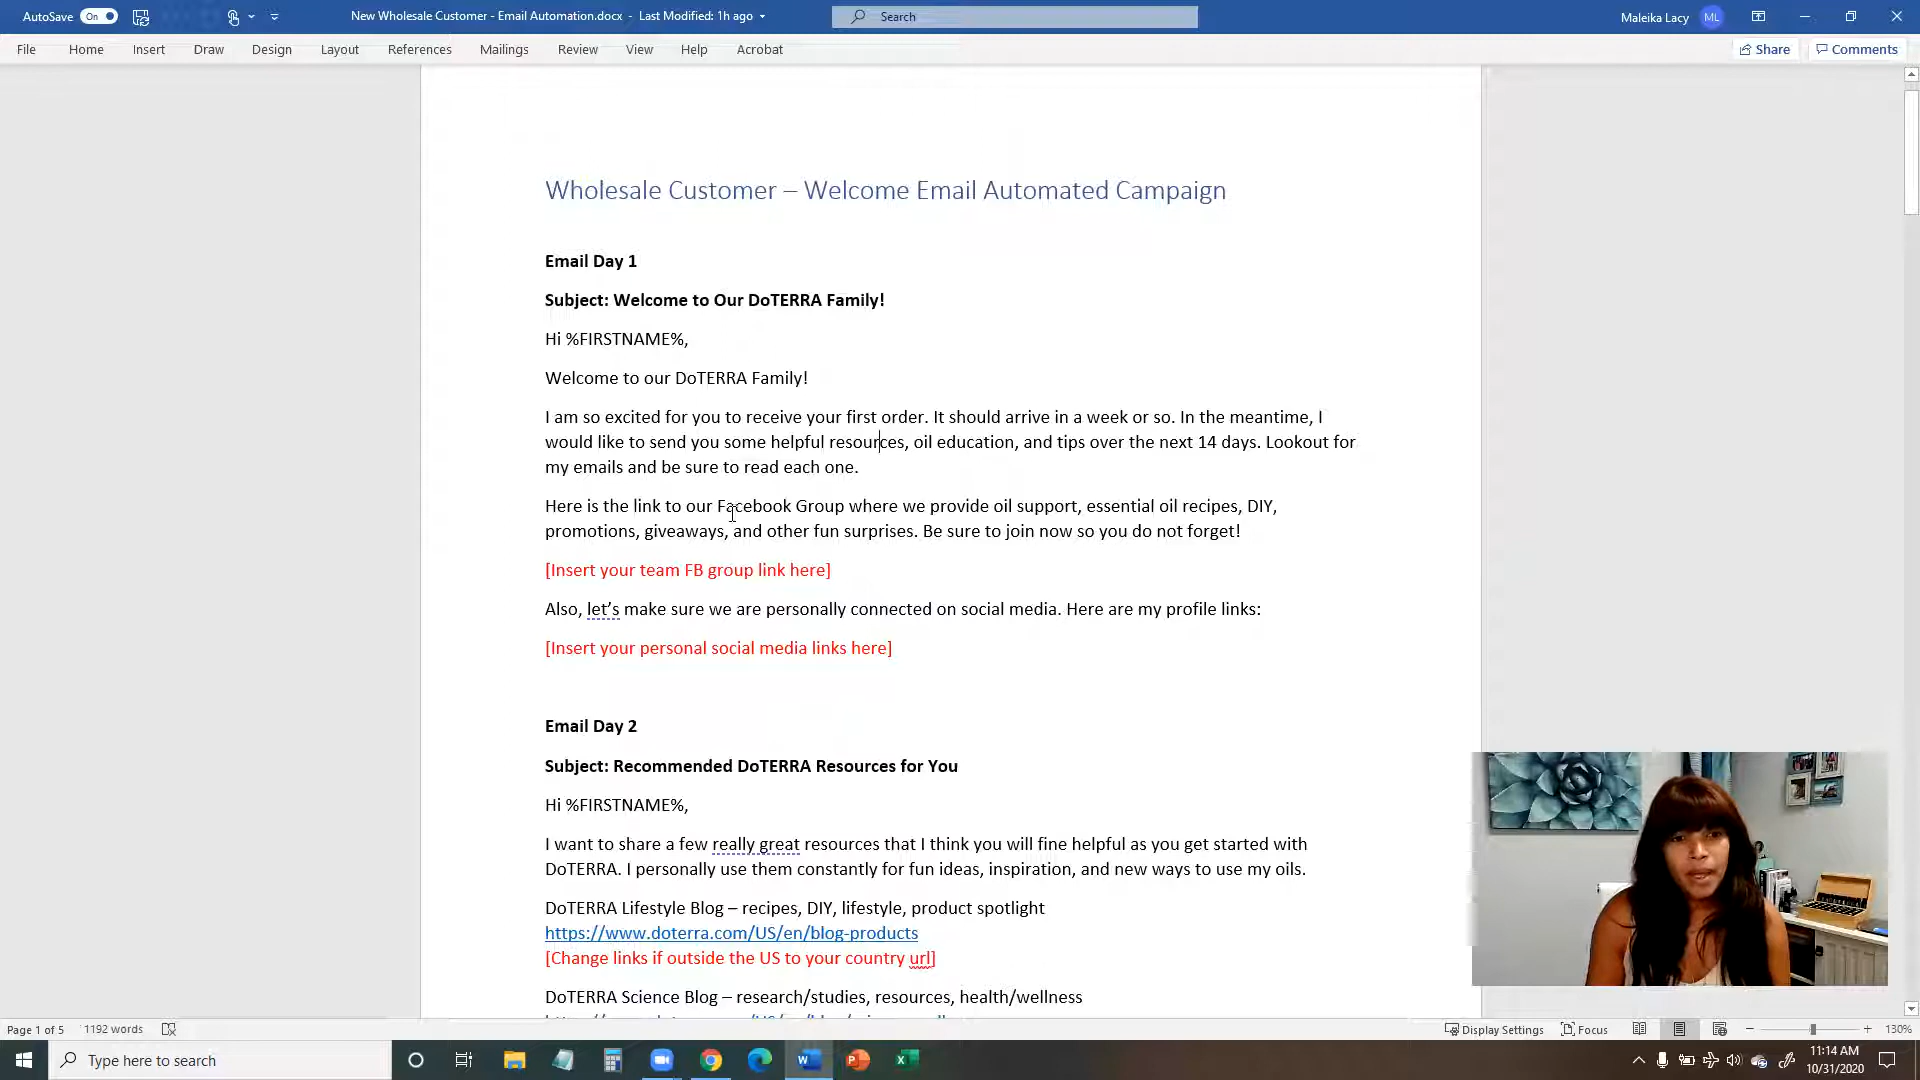 AutoSave On New Wholesale Customer - Email Automation.docx - Last Modified: 1h ago Search Maleika Lacy ML
File Home Insert Draw Design Layout References Mailings Review View Help Acrobat Share Comments
Wholesale Customer – Welcome Email Automated Campaign
Email Day 1
Subject: Welcome to Our DoTERRA Family!
Hi %FIRSTNAME%,
Welcome to our DoTERRA Family!
I am so excited for you to receive your first order. It should arrive in a week or so. In the meantime, I
would like to send you some helpful resources, oil education, and tips over the next 14 days. Lookout for
my emails and be sure to read each one.
Here is the link to our Facebook Group where we provide oil support, essential oil recipes, DIY,
promotions, giveaways, and other fun surprises. Be sure to join now so you do not forget!
[Insert your team FB group link here]
Also, let’s make sure we are personally connected on social media. Here are my profile links:
[Insert your personal social media links here]
Email Day 2
Subject: Recommended DoTERRA Resources for You
Hi %FIRSTNAME%,
I want to share a few really great resources that I think you will fine helpful as you get started with
DoTERRA. I personally use them constantly for fun ideas, inspiration, and new ways to use my oils.
DoTERRA Lifestyle Blog – recipes, DIY, lifestyle, product spotlight
https://www.doterra.com/US/en/blog-products
[Change links if outside the US to your country url]
DoTERRA Science Blog – research/studies, resources, health/wellness
Page 1 of 5 1192 words Display Settings Focus 130%
Type here to search 11:14 AM
10/31/2020